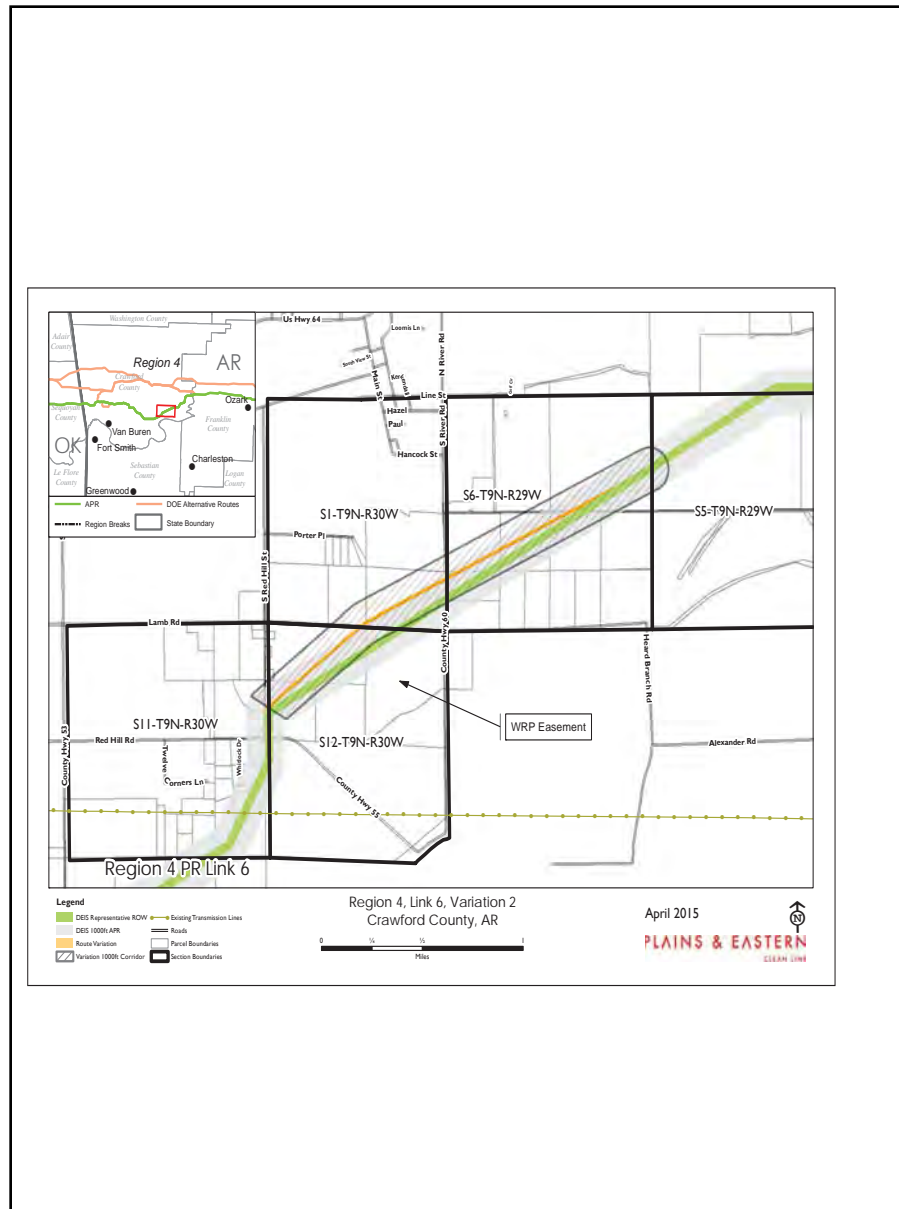 Washington County
Adair
County
Region 4
AR
Crawford
County
Sequoyah
County
Ozark
Van Buren
Franklin
County
OK
Fort Smith
Sebastian
County
Charleston
Le Flore
County
Logan
County
Greenwood
APR
DOE Alternative Routes
Region Breaks
State Boundary
Us Hwy 64
Loomis Ln
South View St
Main St
N River Rd
Line St
S River Rd
Hazel
Paul
Hancock St
S6-T9N-R29W
S1-T9N-R30W
S5-T9N-R29W
Porter Pl
S Red Hill St
Lamb Rd
County Hwy 60
Heard Branch Rd
WRP Easement
S11-T9N-R30W
S12-T9N-R30W
Red Hill Rd
Alexander Rd
County Hwy 53
Twelve Corners Ln
Whitlock Dr
County Hwy 55
Region 4 PR Link 6
Legend
DEIS Representative ROW
Existing Transmission Lines
DEIS 1000ft APR
Roads
Route Variation
Parcel Boundaries
Variation 1000ft Corridor
Section Boundaries
Region 4, Link 6, Variation 2
Crawford County, AR
0 ¼ ½ 1
Miles
April 2015
N
PLAINS & EASTERN
CLEAN LINE